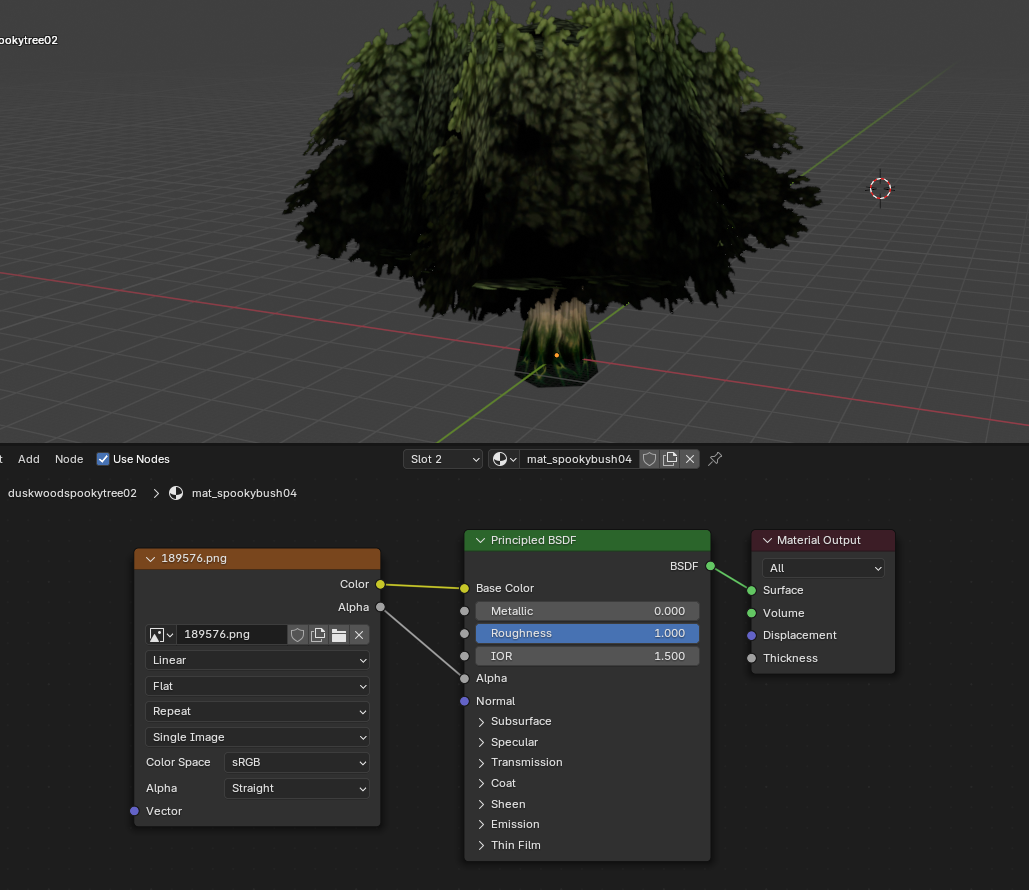 ookytree02
Add Node Use Nodes Slot 2 mat_spookybush04
duskwoodspookytree02 mat_spookybush04
189576.png
Color
Alpha
189576.png
Linear
Flat
Repeat
Single Image
Color Space sRGB
Alpha Straight
Vector
Principled BSDF
BSDF
Base Color
Metallic 0.000
Roughness 1.000
IOR 1.500
Alpha
Normal
Subsurface
Specular
Transmission
Coat
Sheen
Emission
Thin Film
Material Output
All
Surface
Volume
Displacement
Thickness